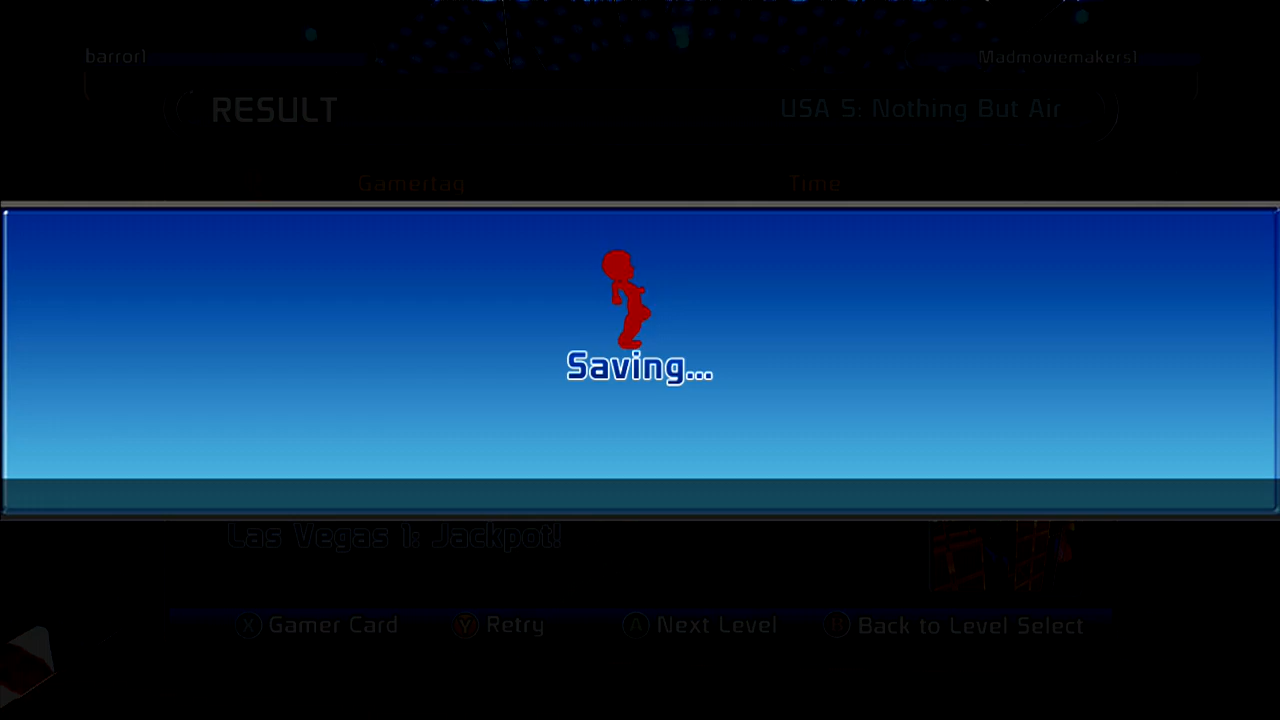 barror1
Madmoviemakers1
RESULT
USA 5: Nothing But Air
Gamertag
Time
Saving...
Las Vegas 1: Jackpot!
X Gamer Card
Y Retry
A Next Level
B Back to Level Select